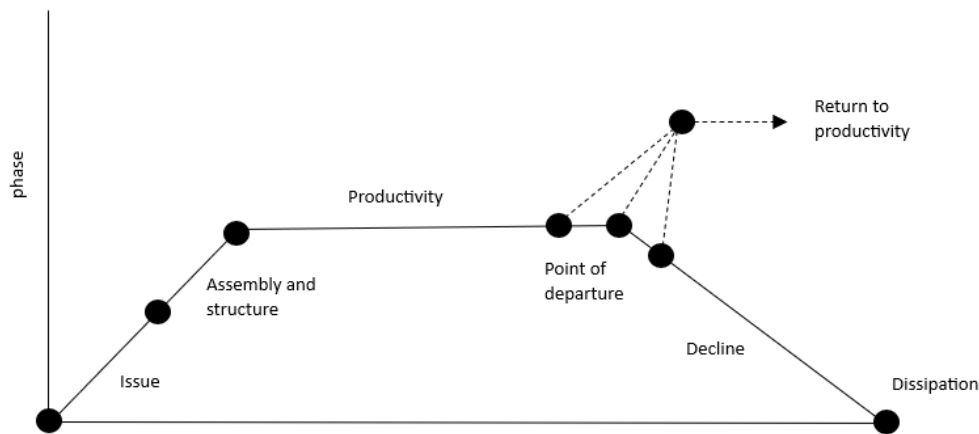 Return to
productivity
phase
Productivity
Assembly and
structure
Point of
departure
Decline
Issue
Dissipation